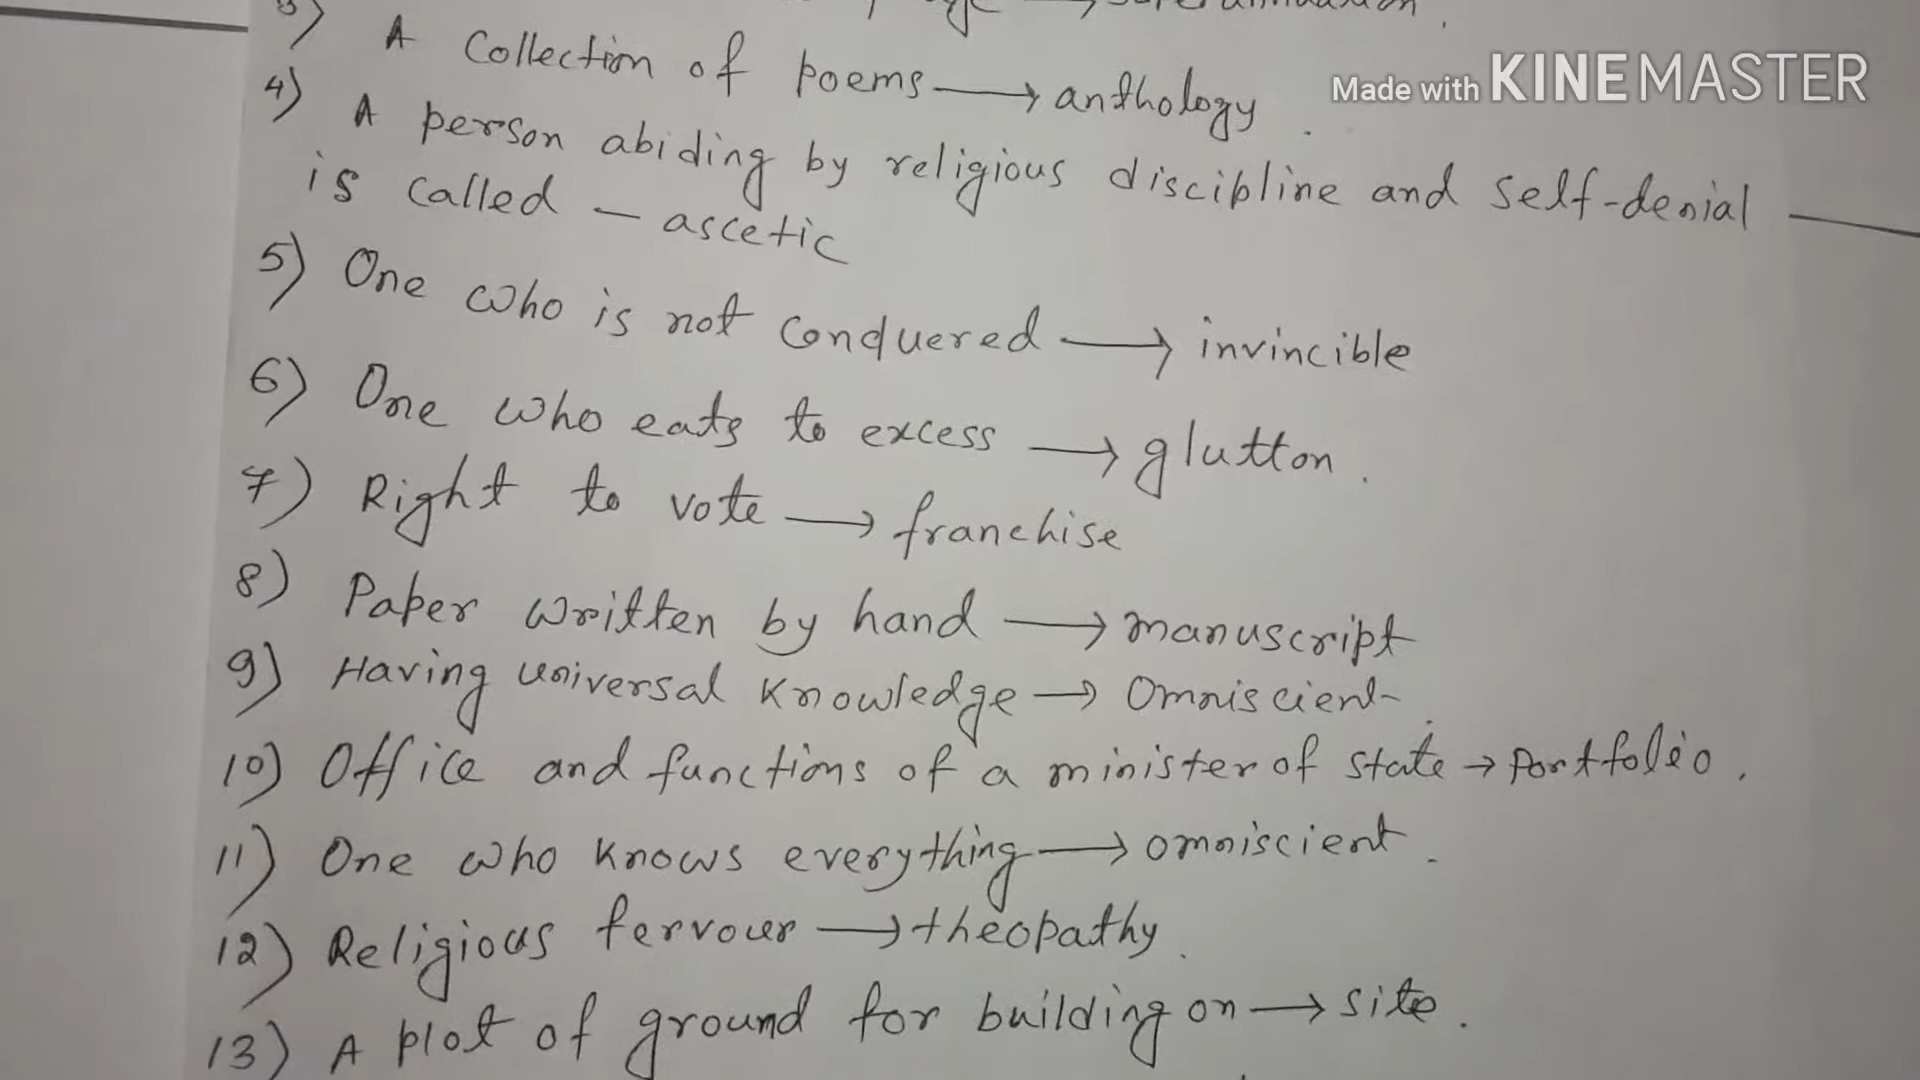 3) A Collection of poems → anthology.
Made with KINEMASTER
4) A person abiding by religious discipline and self-denial
is called - ascetic
5) One who is not conquered → invincible
6) One who eats to excess → glutton.
7) Right to vote → franchise
8) Paper written by hand → manuscript
9) Having universal knowledge → Omniscient.
10) Office and functions of a minister of state → Portfolio.
11) One who knows everything → omniscient.
12) Religious fervour → theopathy.
13) A plot of ground for building on → site.